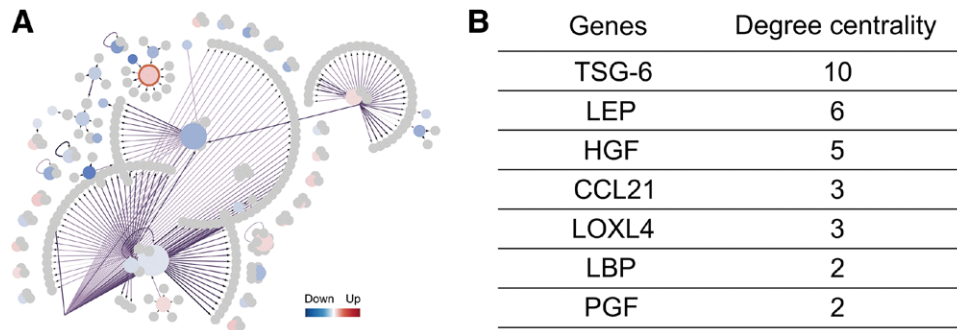 A
Down Up
B
Genes Degree centrality
TSG-6 10
LEP 6
HGF 5
CCL21 3
LOXL4 3
LBP 2
PGF 2